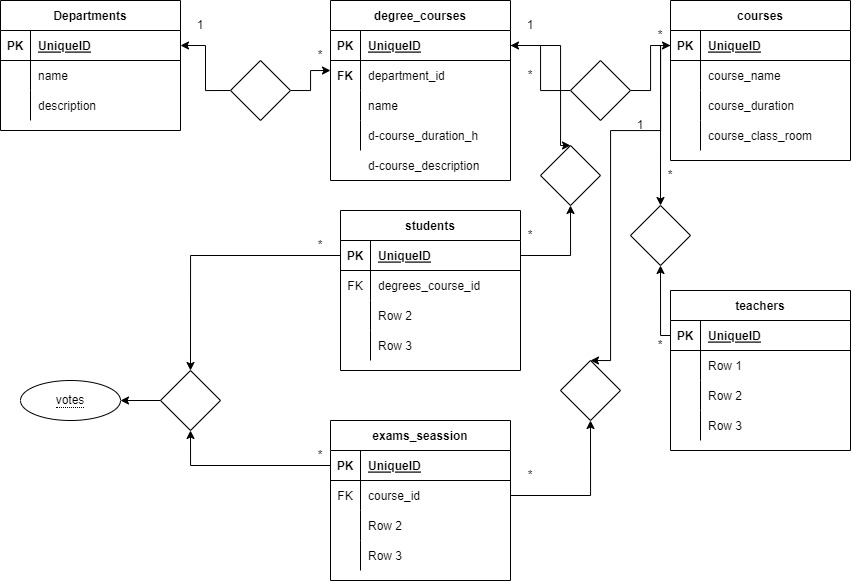 Departments
PK UniqueID
name
description
1
*
degree_courses
PK UniqueID
FK department_id
name
d-course_duration_h
d-course_description
1
*
*
courses
PK UniqueID
course_name
course_duration
course_class_room
1
*
students
PK UniqueID
FK degrees_course_id
Row 2
Row 3
*
*
teachers
PK UniqueID
Row 1
Row 2
Row 3
*
votes
exams_seassion
PK UniqueID
FK course_id
Row 2
Row 3
*
*